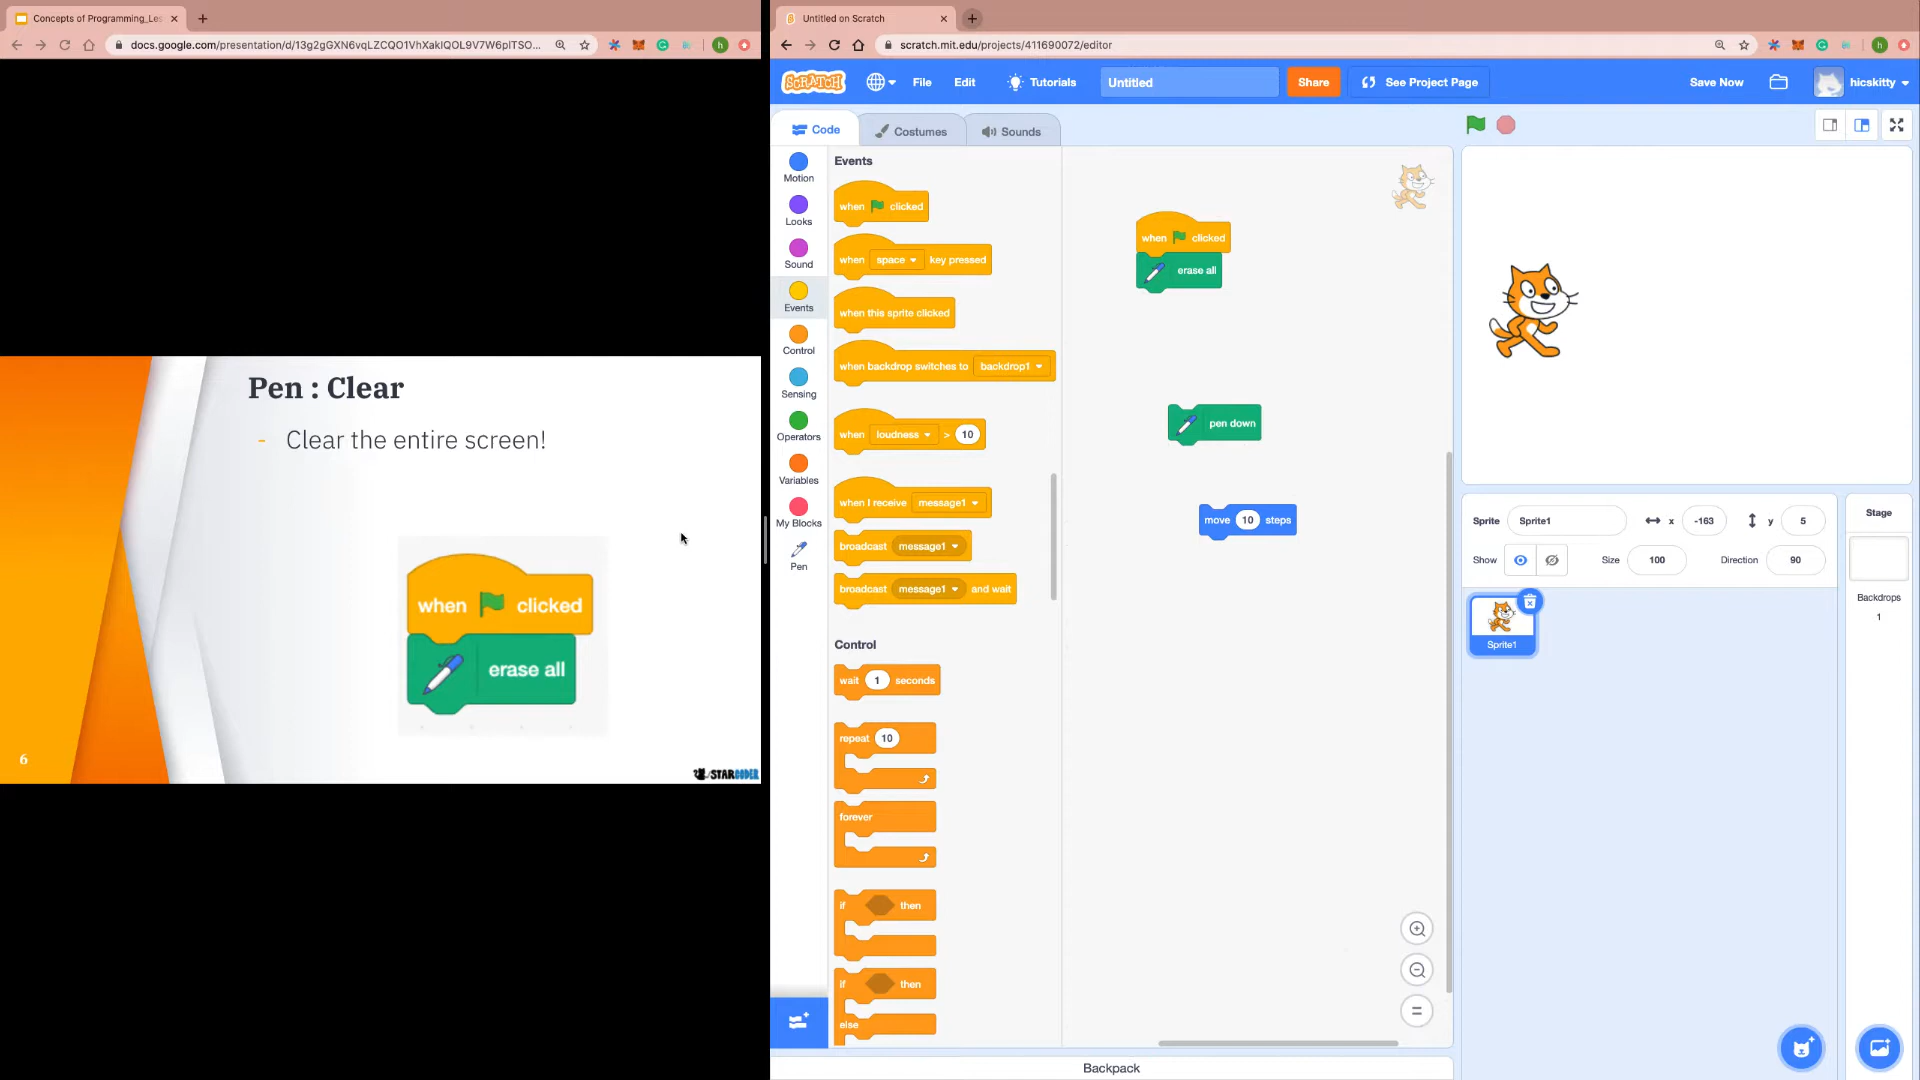 Concepts of Programming_Les
docs.google.com/presentation/d/13g2gGXN6vqLZCQO1VhXaklQOL9V7W6plTSO...
h
Pen : Clear
- Clear the entire screen!
when clicked
erase all
6
STARCODER
Untitled on Scratch
scratch.mit.edu/projects/411690072/editor
h
SCRATCH
File
Edit
Tutorials
Untitled
Share
See Project Page
Save Now
hicskitty
Code
Costumes
Sounds
Motion
Looks
Sound
Events
Control
Sensing
Operators
Variables
My Blocks
Pen
Events
when clicked
when space key pressed
when this sprite clicked
when backdrop switches to backdrop1
when loudness > 10
when I receive message1
broadcast message1
broadcast message1 and wait
Control
wait 1 seconds
repeat 10
forever
if then
if then
else
when clicked
erase all
pen down
move 10 steps
Backpack
Sprite Sprite1 x -163 y 5
Show Size 100 Direction 90
Sprite1
Stage
Backdrops
1